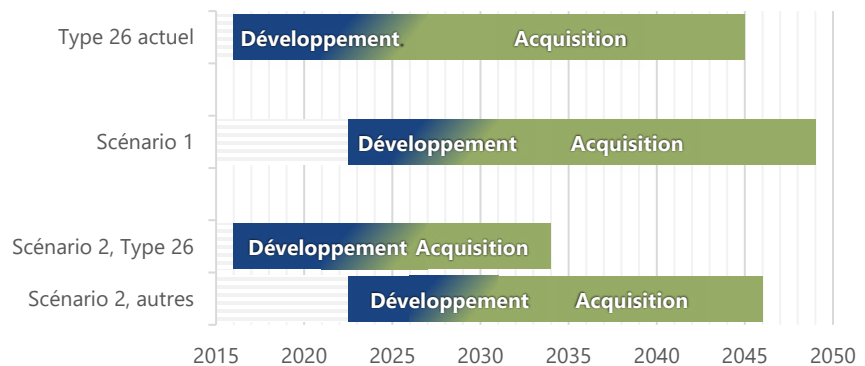 Type 26 actuel Développement. Acquisition
Scénario 1 Développement Acquisition
Scénario 2, Type 26 Développement Acquisition
Scénario 2, autres Développement Acquisition
2015 2020 2025 2030 2035 2040 2045 2050